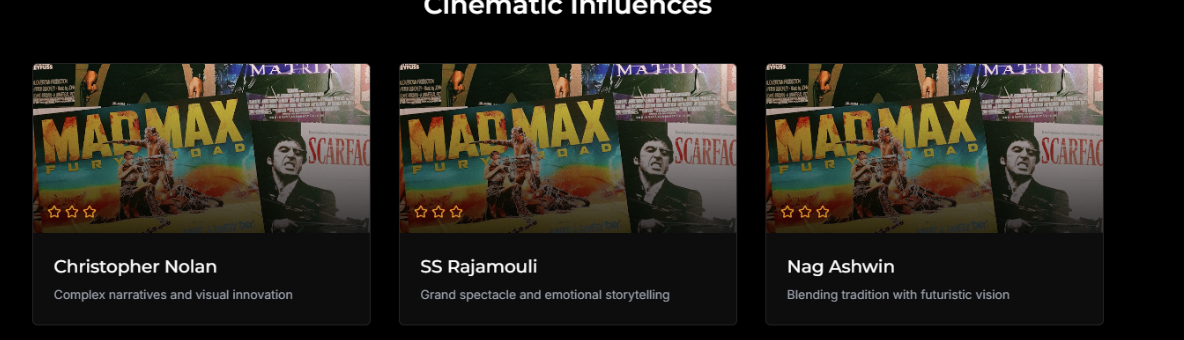 Cinematic Influences
MATRIX
MAD MAX
FURY ROAD
SCARFAC
MATRIX
MAD MAX
FURY ROAD
SCARFAC
MATRIX
MAD MAX
FURY ROAD
SCARFAC
Christopher Nolan
SS Rajamouli
Nag Ashwin
Complex narratives and visual innovation
Grand spectacle and emotional storytelling
Blending tradition with futuristic vision